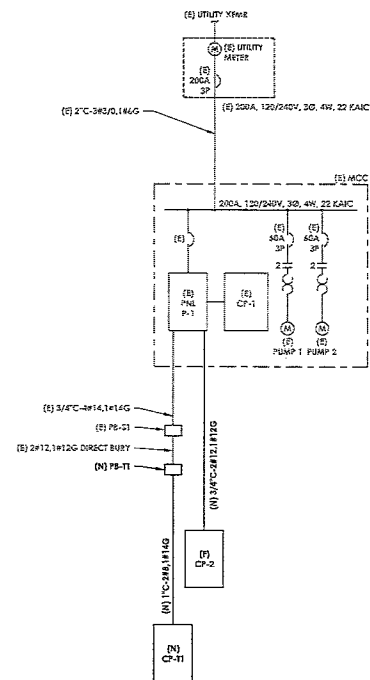 (E) UTILITY XFMR
M
(E) UTILITY
METER
(E)
200A
3P
(E) 200A, 120/240V, 3Ø, 4W, 22 KAIC
(E) 2"C-3#3/0,1#6G
(E) MCC
200A, 120/240V, 3Ø, 4W, 22 KAIC
(E)
(E)
60A
3P
2
(E)
60A
3P
2
(E)
PNL
P-1
(E)
CP-1
M
(E)
PUMP 1
M
(E)
PUMP 2
(E) 3/4"C-4#14,1#14G
(E) PB-S1
(E) 2#12,1#12G DIRECT BURY
(N) PB-T1
(N) 3/4"C-2#12,1#12G
(N) 1"C-2#8,1#14G
CP-2
(N)
CP-T1